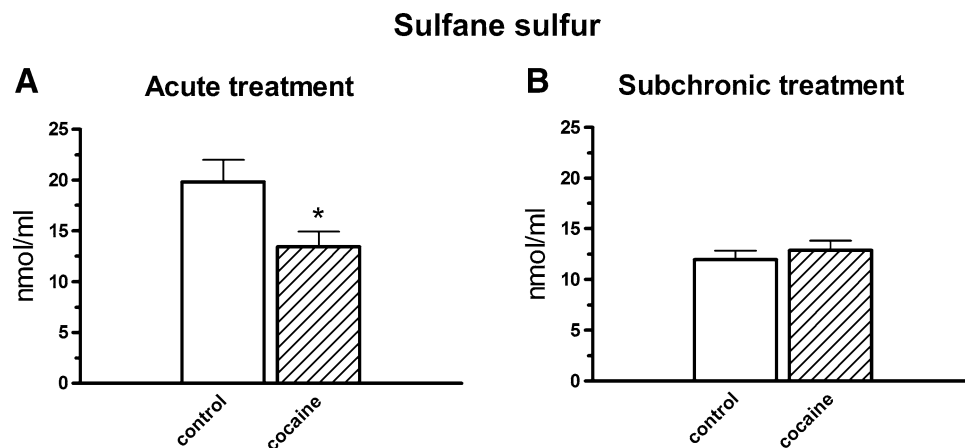 Sulfane sulfur
A
Acute treatment
nmol/ml
25
20
15
10
5
0
*
control
cocaine
B
Subchronic treatment
nmol/ml
25
20
15
10
5
0
control
cocaine